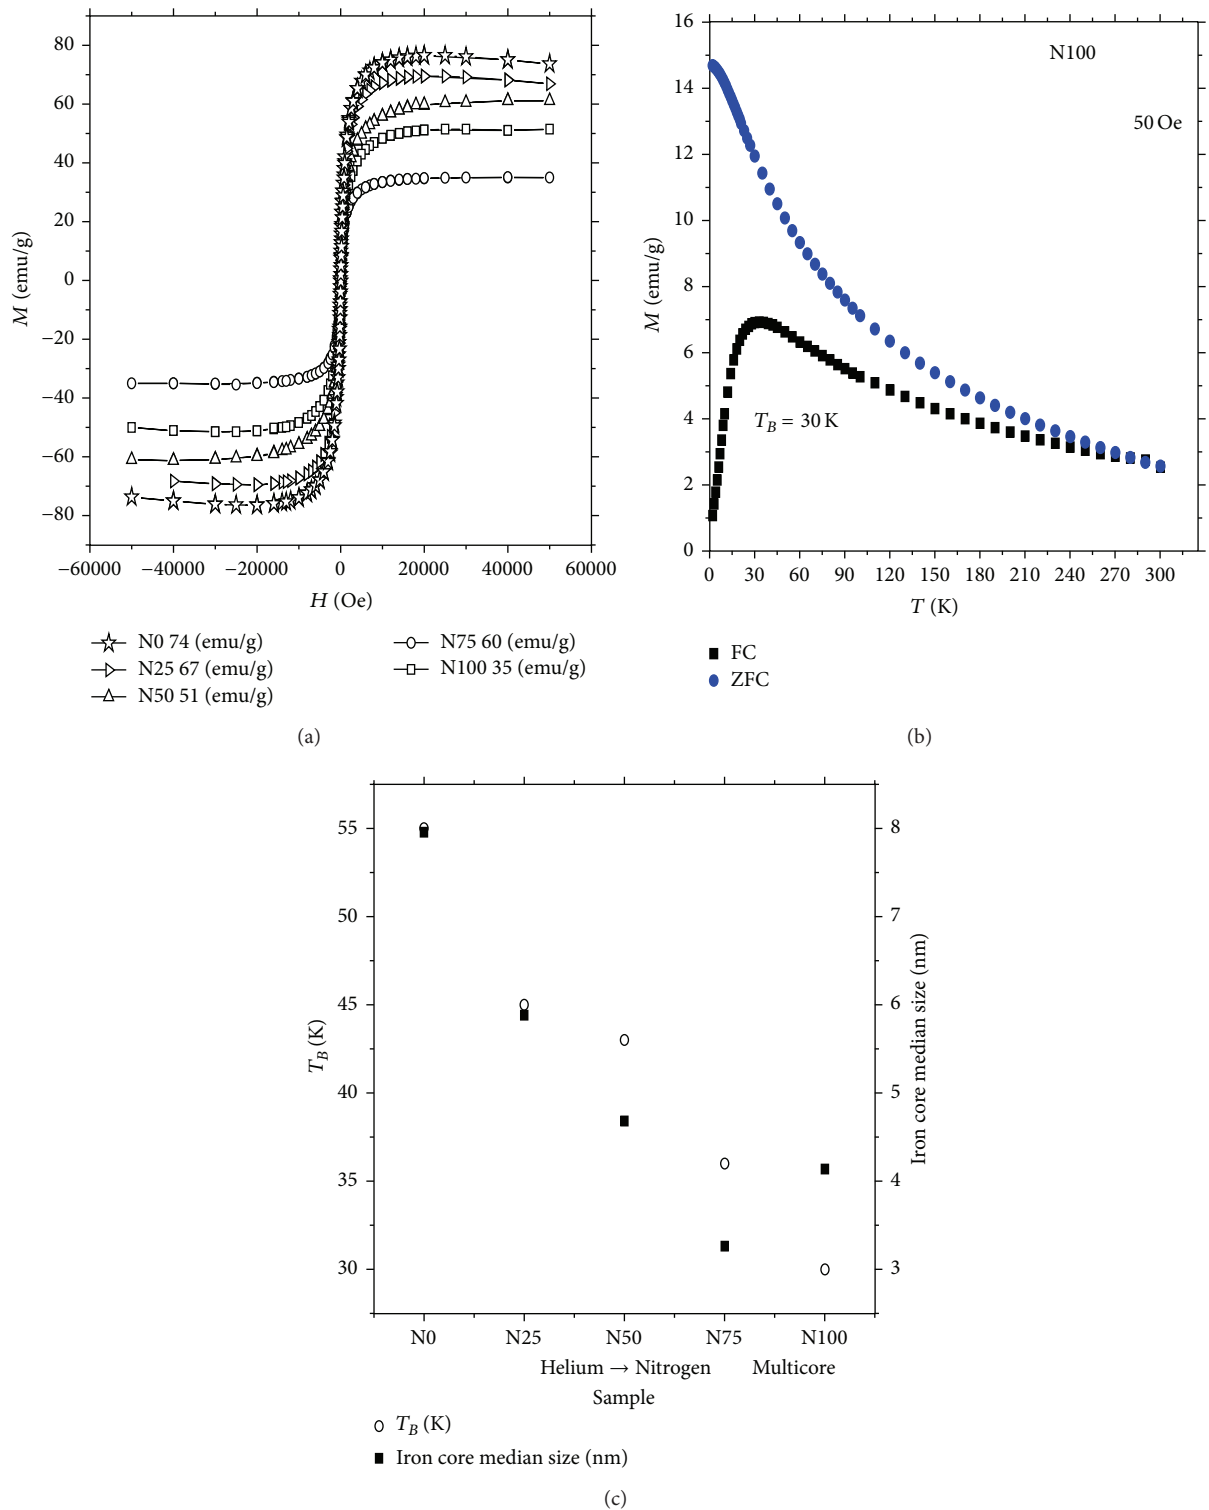 80
60
40
20
0
−20
−40
−60
−80
M (emu/g)
−60000 −40000 −20000 0 20000 40000 60000
H (Oe)
N0 74 (emu/g)
N25 67 (emu/g)
N50 51 (emu/g)
N75 60 (emu/g)
N100 35 (emu/g)
(a)
16
14
12
10
8
6
4
2
0
M (emu/g)
N100
50 Oe
T_B = 30 K
0 30 60 90 120 150 180 210 240 270 300
T (K)
FC
ZFC
(b)
55
50
45
40
35
30
T_B (K)
8
7
6
5
4
3
Iron core median size (nm)
N0 N25 N50 N75 N100
Helium → Nitrogen Multicore
Sample
T_B (K)
Iron core median size (nm)
(c)